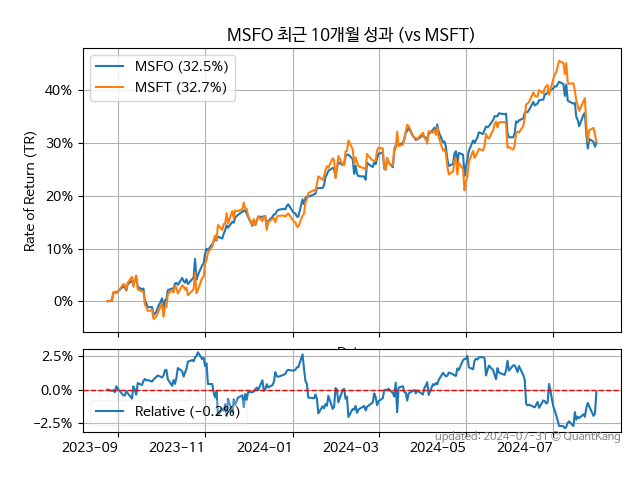 MSFO 최근 10개월 성과 (vs MSFT)
MSFO (32.5%)
MSFT (32.7%)
Rate of Return (TR)
40%
30%
20%
10%
0%
2.5%
0.0%
−2.5%
Relative (−0.2%)
2023−09
2023−11
2024−01
2024−03
2024−05
2024−07
updated: 2024−07−31 © QuantKang